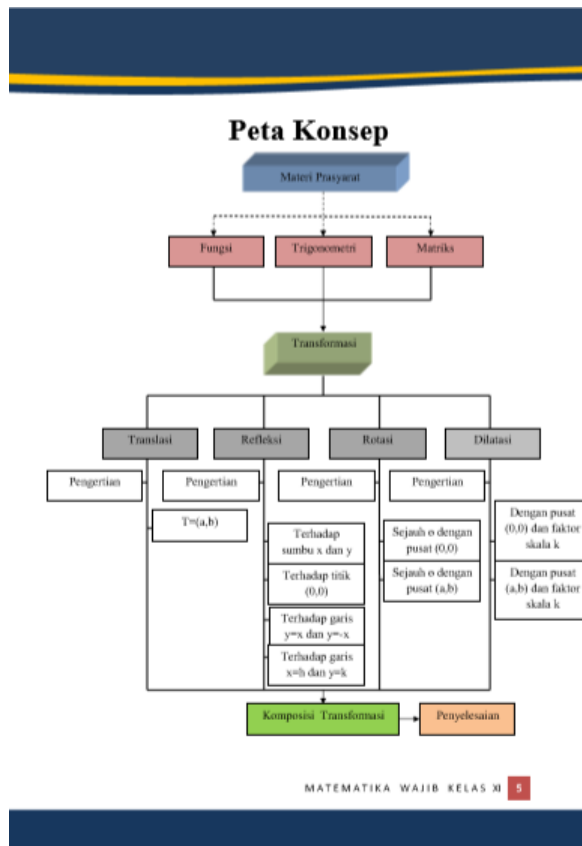 Peta Konsep
Materi Prasyarat
Fungsi
Trigonometri
Matriks
Transformasi
Translasi
Refleksi
Rotasi
Dilatasi
Pengertian
Pengertian
Pengertian
Pengertian
T=(a,b)
Terhadap
sumbu x dan y
Terhadap titik
(0,0)
Terhadap garis
y=x dan y=-x
Terhadap garis
x=h dan y=k
Sejauh ɵ dengan
pusat (0,0)
Sejauh ɵ dengan
pusat (a,b)
Dengan pusat
(0,0) dan faktor
skala k
Dengan pusat
(a,b) dan faktor
skala k
Komposisi Transformasi
Penyelesaian
MATEMATIKA WAJIB KELAS XI 5